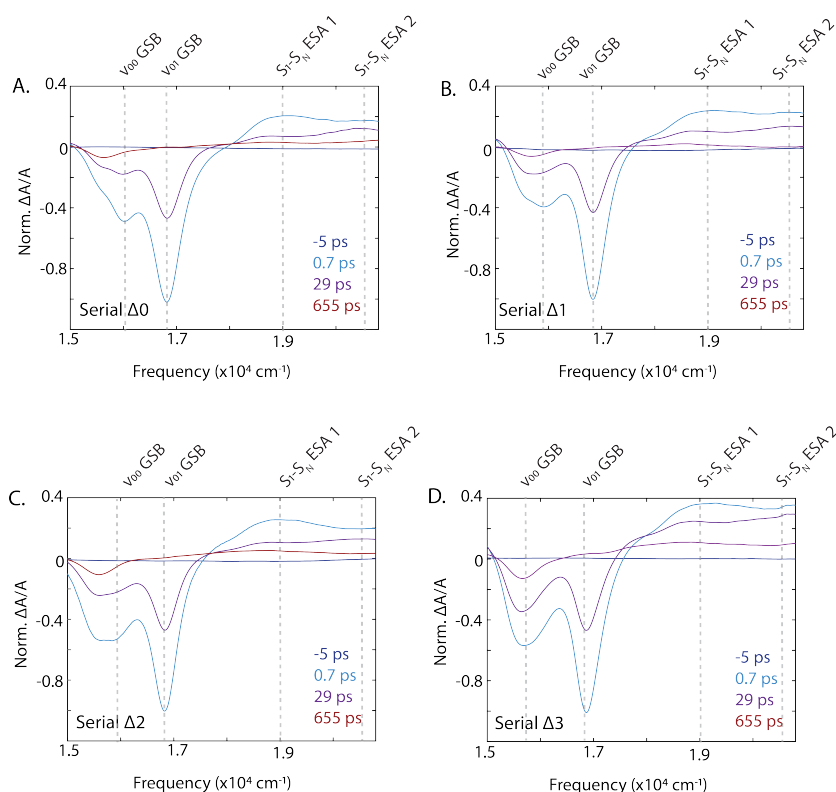 ν₀₀ GSB
ν₀₁ GSB
S₁-S_N ESA 1
S₁-S_N ESA 2
A.
0.4
0
-0.4
-0.8
Norm. ΔA/A
-5 ps
0.7 ps
29 ps
655 ps
Serial Δ0
1.5
1.7
1.9
Frequency (x10⁴ cm⁻¹)
ν₀₀ GSB
ν₀₁ GSB
S₁-S_N ESA 1
S₁-S_N ESA 2
B.
0.4
0
-0.4
-0.8
Norm. ΔA/A
-5 ps
0.7 ps
29 ps
655 ps
Serial Δ1
1.5
1.7
1.9
Frequency (x10⁴ cm⁻¹)
ν₀₀ GSB
ν₀₁ GSB
S₁-S_N ESA 1
S₁-S_N ESA 2
C.
0.4
0
-0.4
-0.8
Norm. ΔA/A
-5 ps
0.7 ps
29 ps
655 ps
Serial Δ2
1.5
1.7
1.9
Frequency (x10⁴ cm⁻¹)
ν₀₀ GSB
ν₀₁ GSB
S₁-S_N ESA 1
S₁-S_N ESA 2
D.
0.4
0
-0.4
-0.8
Norm. ΔA/A
-5 ps
0.7 ps
29 ps
655 ps
Serial Δ3
1.5
1.7
1.9
Frequency (x10⁴ cm⁻¹)